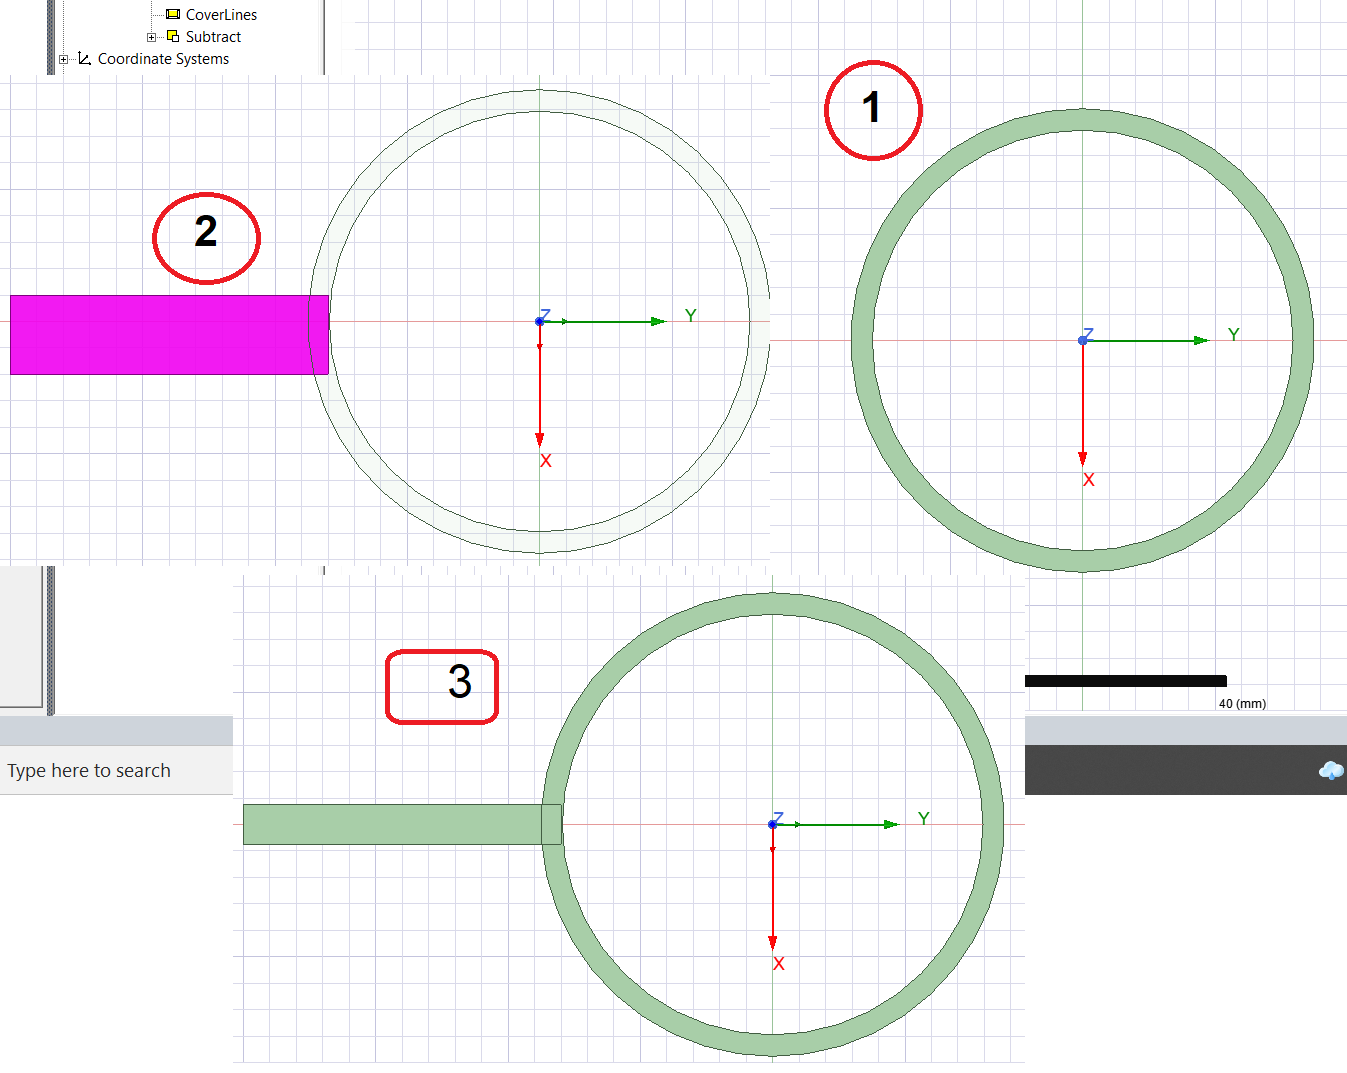 CoverLines
Subtract
Coordinate Systems
1
2
Z
Y
X
Z
Y
X
3
40 (mm)
Type here to search
Z
Y
X